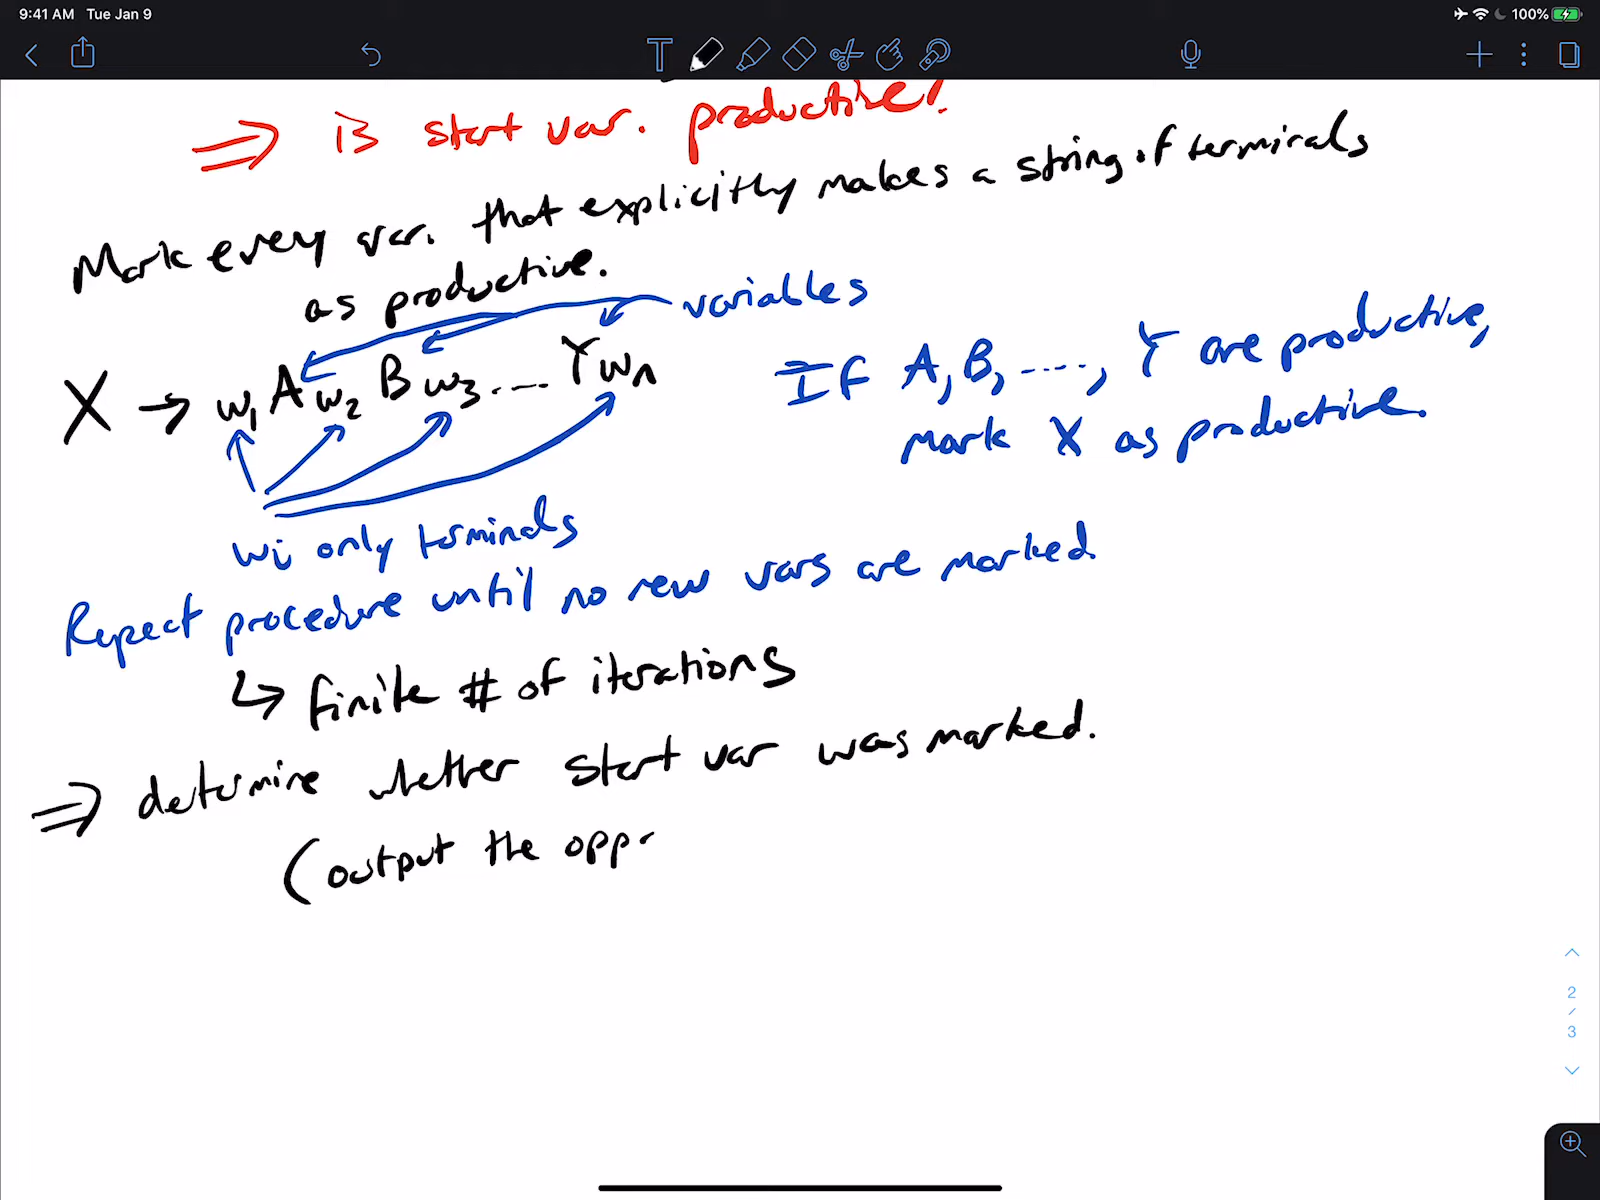 9:41 AM Tue Jan 9
100%
⇒ is start var. productive?
Mark every var. that explicitly makes a string of terminals
as productive.
variables
X → w₁ A w₂ B w₃ .... Y wₙ
If A, B, ...., Y are productive,
mark X as productive.
wᵢ only terminals
Repeat procedure until no new vars are marked
↳ finite # of iterations
⇒ determine whether start var was marked.
(output the oppo
2
/
3